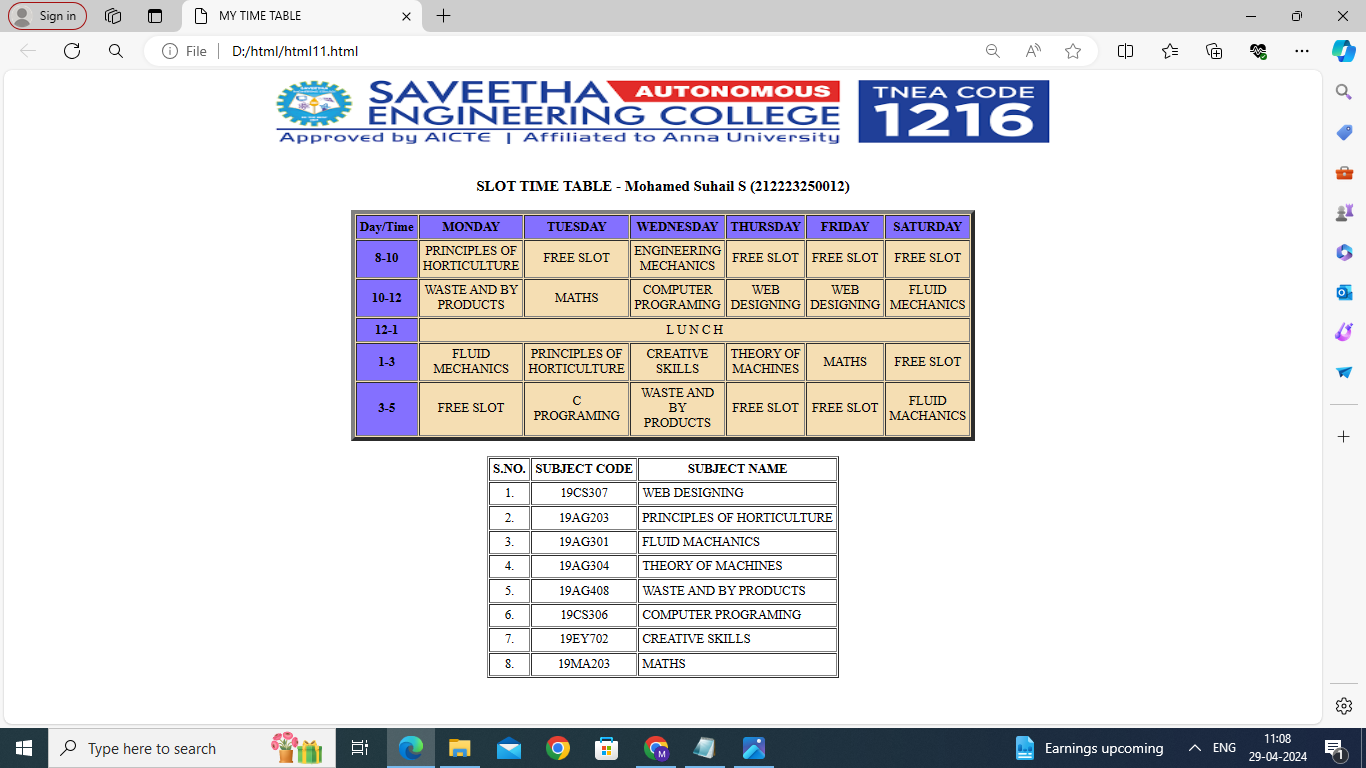 Sign in
MY TIME TABLE
File
D:/html/html11.html
SAVEETHA AUTONOMOUS
ENGINEERING COLLEGE
Approved by AICTE | Affiliated to Anna University
TNEA CODE
1216
SLOT TIME TABLE - Mohamed Suhail S (212223250012)
Day/Time MONDAY TUESDAY WEDNESDAY THURSDAY FRIDAY SATURDAY
8-10 PRINCIPLES OF HORTICULTURE FREE SLOT ENGINEERING MECHANICS FREE SLOT FREE SLOT FREE SLOT
10-12 WASTE AND BY PRODUCTS MATHS COMPUTER PROGRAMING WEB DESIGNING WEB DESIGNING FLUID MECHANICS
12-1 L U N C H
1-3 FLUID MECHANICS PRINCIPLES OF HORTICULTURE CREATIVE SKILLS THEORY OF MACHINES MATHS FREE SLOT
3-5 FREE SLOT C PROGRAMING WASTE AND BY PRODUCTS FREE SLOT FREE SLOT FLUID MACHANICS
S.NO. SUBJECT CODE SUBJECT NAME
1. 19CS307 WEB DESIGNING
2. 19AG203 PRINCIPLES OF HORTICULTURE
3. 19AG301 FLUID MACHANICS
4. 19AG304 THEORY OF MACHINES
5. 19AG408 WASTE AND BY PRODUCTS
6. 19CS306 COMPUTER PROGRAMING
7. 19EY702 CREATIVE SKILLS
8. 19MA203 MATHS
Type here to search
Earnings upcoming
ENG
11:08
29-04-2024
1